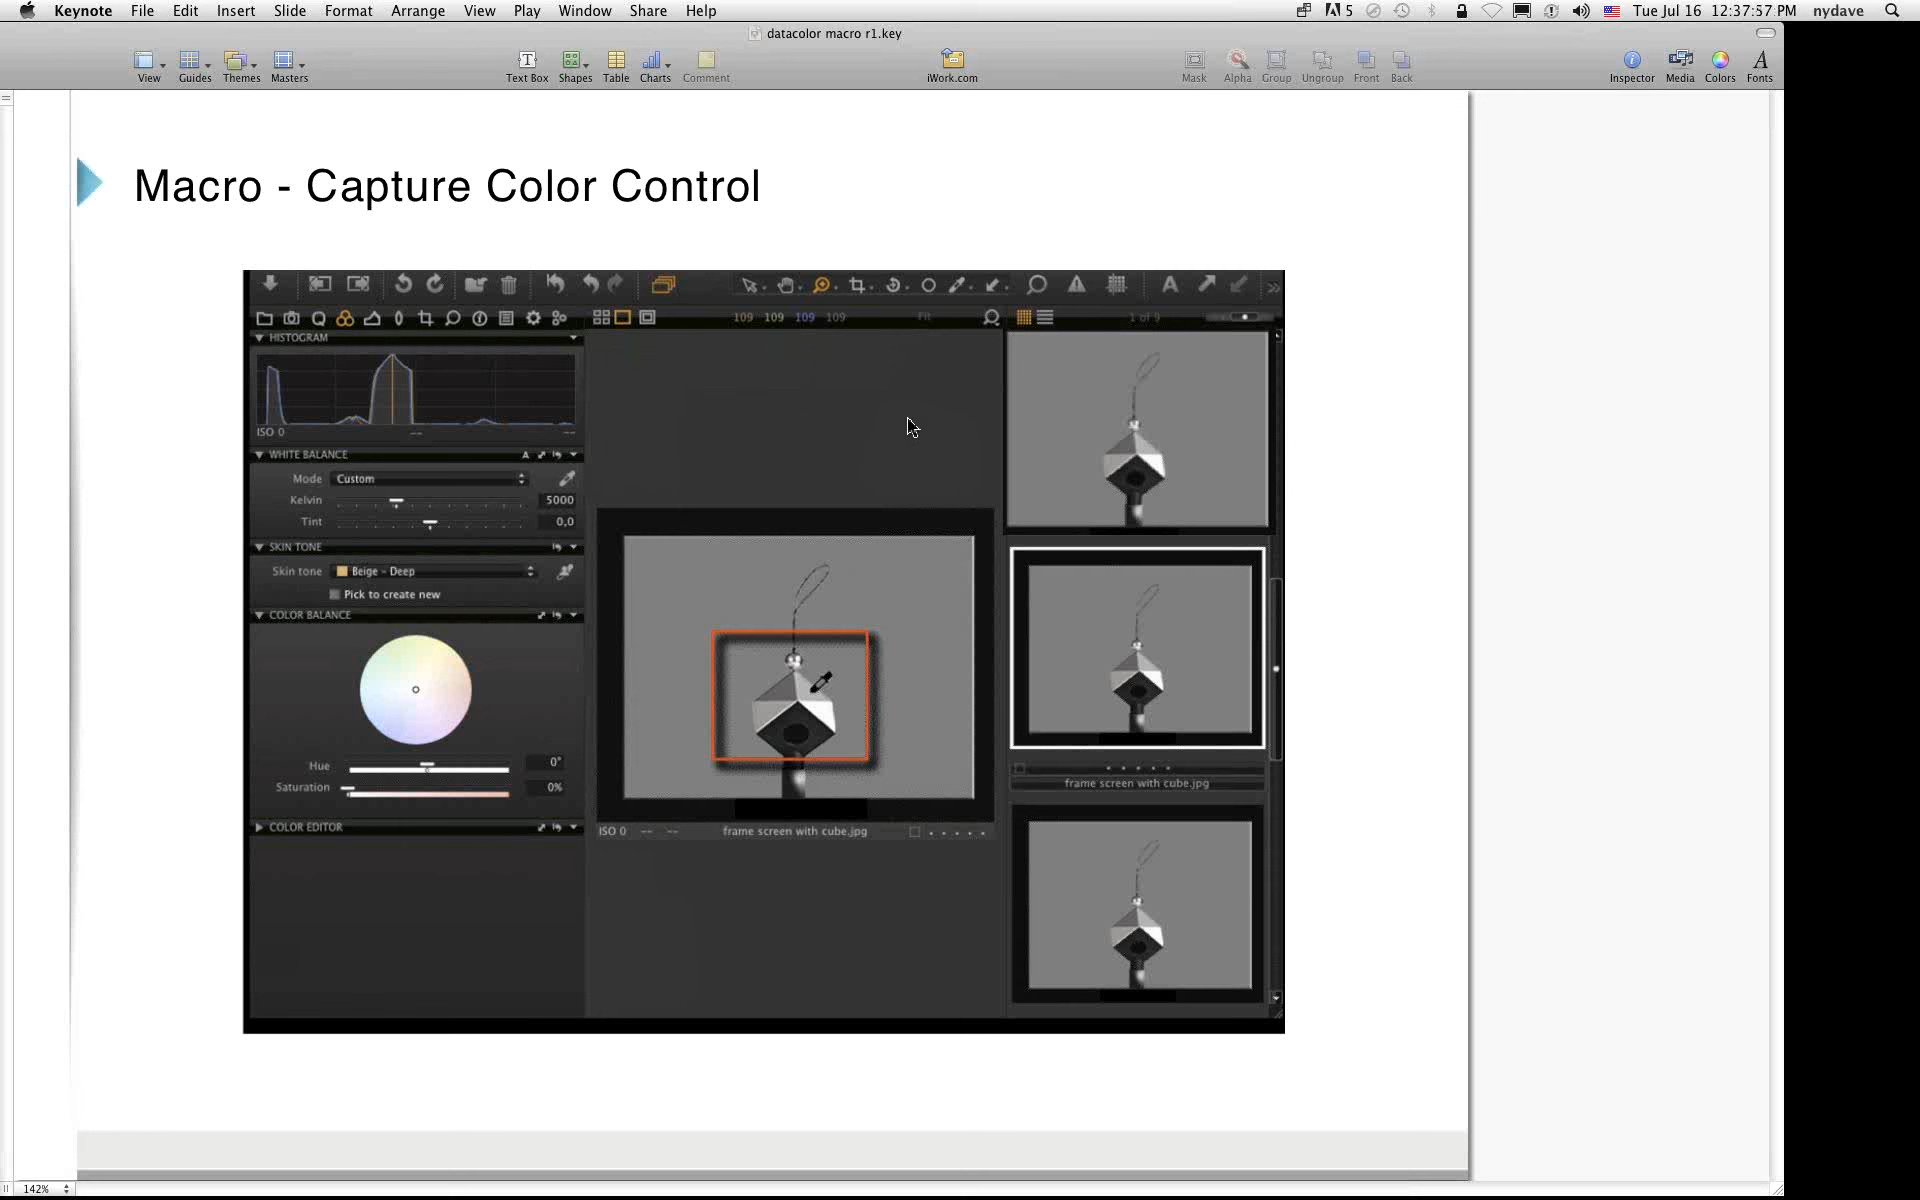 Keynote File Edit Insert Slide Format Arrange View Play Window Share Help
5 Tue Jul 16 12:37:57 PM nydave
datacolor macro r1.key
View Guides Themes Masters Text Box Shapes Table Charts Comment iWork.com Mask Alpha Group Ungroup Front Back Inspector Media Colors Fonts
Macro - Capture Color Control
109 109 109 109 Fit 1 of 9
HISTOGRAM
ISO 0 -- --
WHITE BALANCE A
Mode Custom
Kelvin 5000
Tint 0,0
SKIN TONE
Skin tone Beige - Deep
Pick to create new
COLOR BALANCE
Hue 0°
Saturation 0%
COLOR EDITOR
ISO 0 -- -- frame screen with cube.jpg
frame screen with cube.jpg
142%